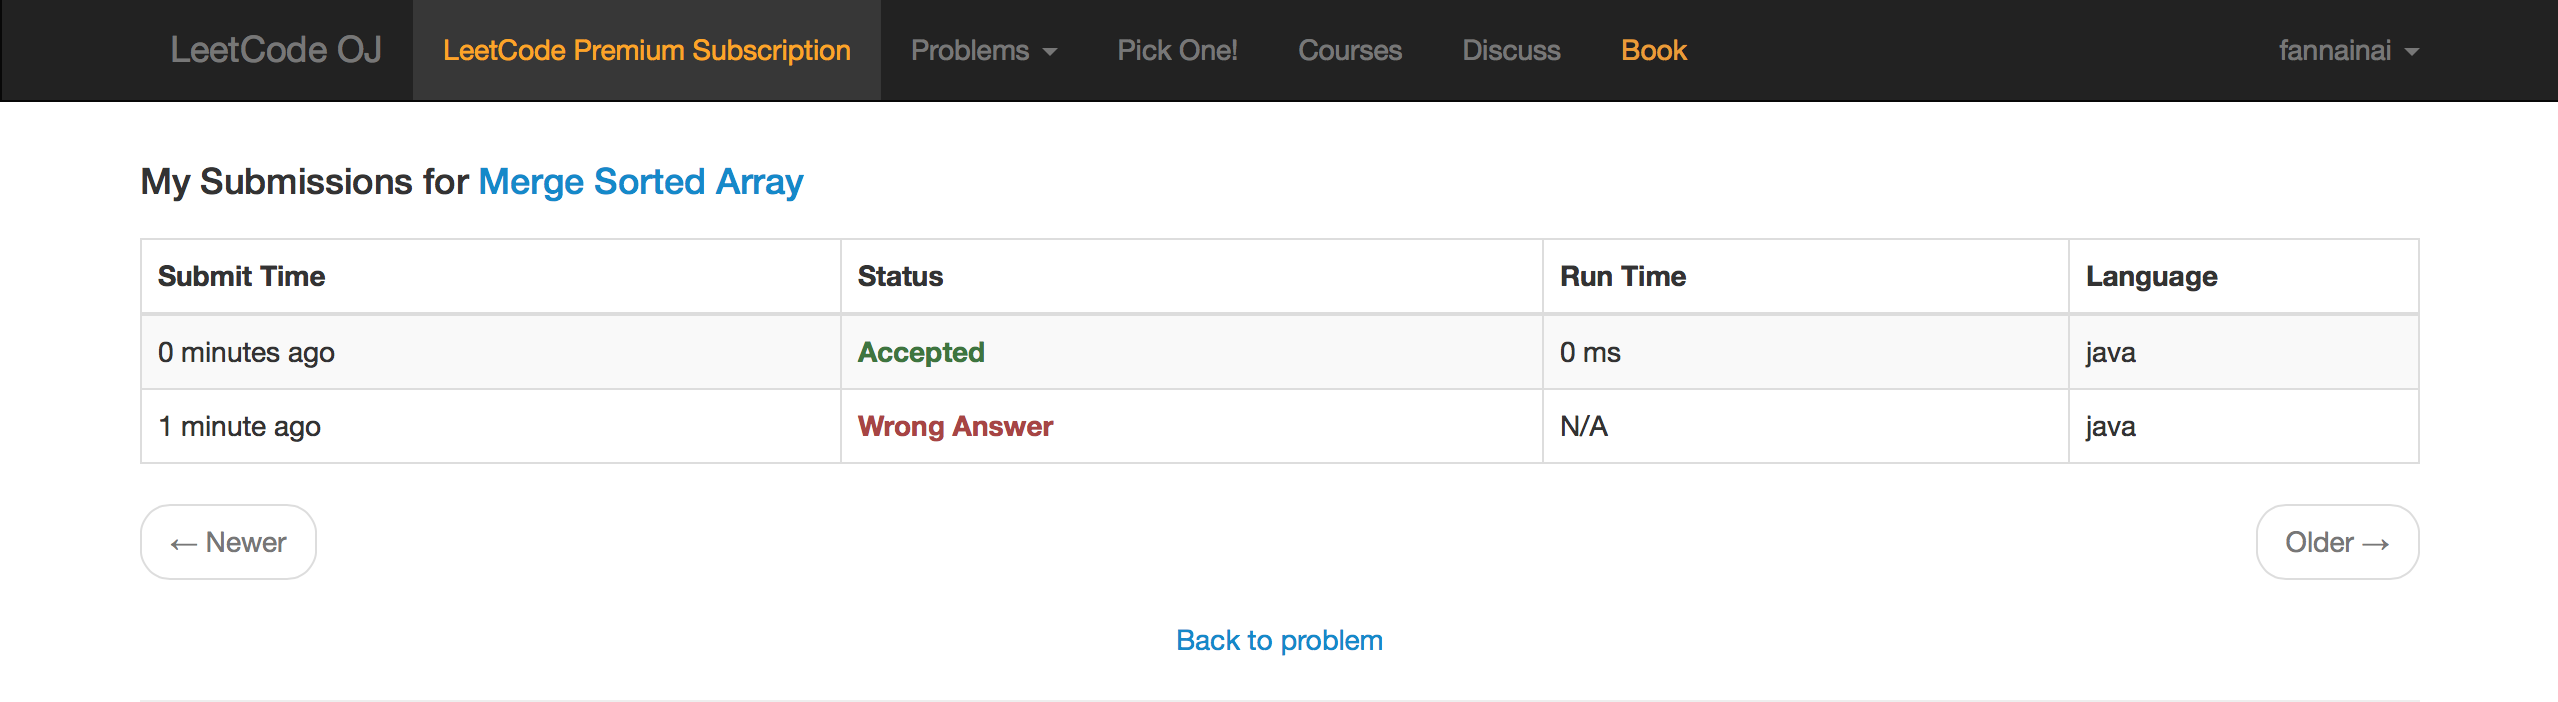 LeetCode OJ LeetCode Premium Subscription Problems Pick One! Courses Discuss Book fannainai
My Submissions for Merge Sorted Array
Submit Time Status Run Time Language
0 minutes ago Accepted 0 ms java
1 minute ago Wrong Answer N/A java
← Newer Older →
Back to problem